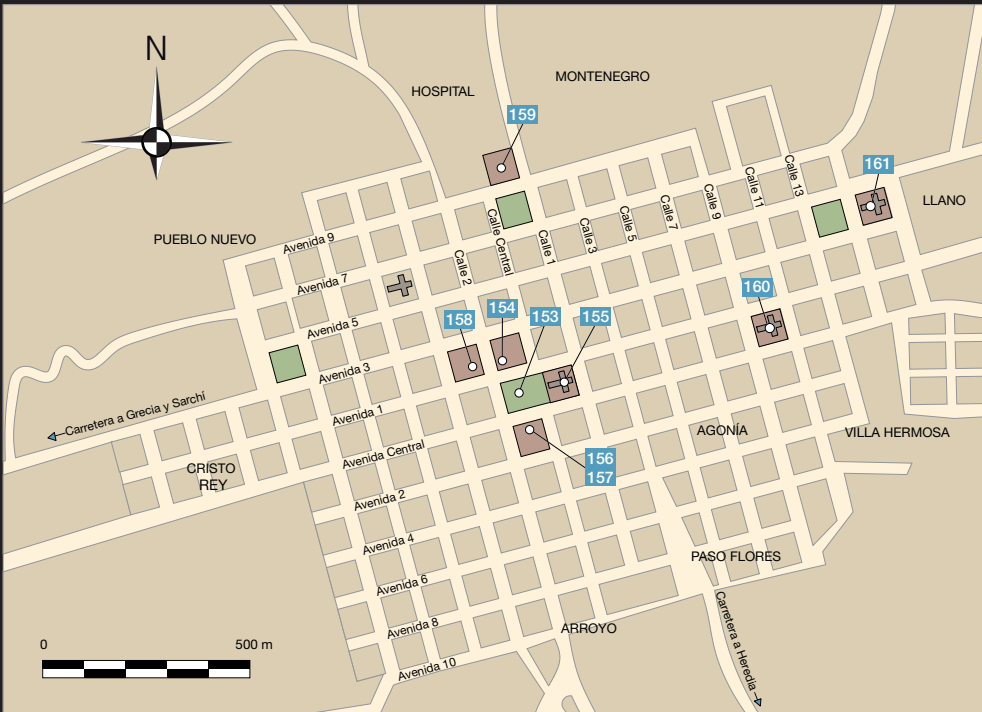 N
MONTENEGRO
HOSPITAL
159
161
Calle 13
Calle 11
LLANO
Calle 9
Calle 7
Calle 5
Calle 3
Calle 1
Calle Central
Calle 2
PUEBLO NUEVO
Avenida 9
Avenida 7
160
154
153
155
158
Avenida 5
Avenida 3
Carretera a Grecia y Sarchí
Avenida 1
AGONÍA
VILLA HERMOSA
Avenida Central
156
157
CRISTO
REY
Avenida 2
Avenida 4
PASO FLORES
Avenida 6
Avenida 8
ARROYO
Carretera a Heredia
Avenida 10
0
500 m